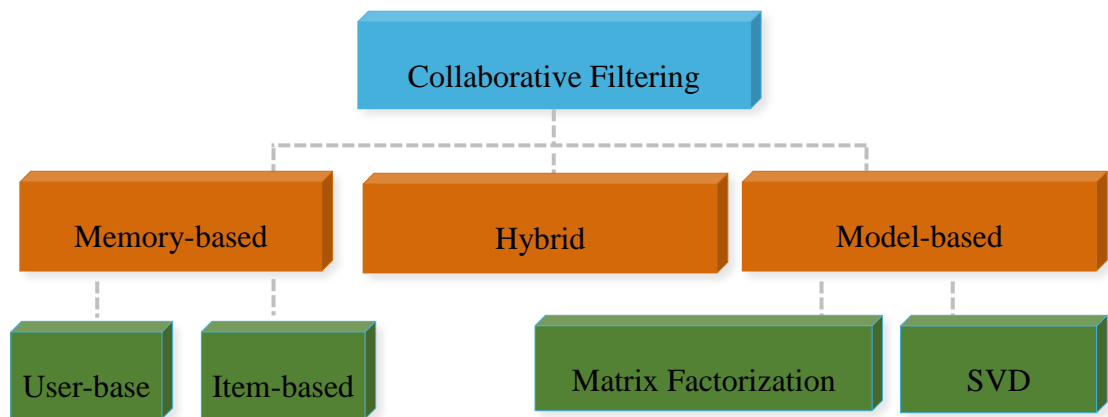 Collaborative Filtering
Memory-based
Hybrid
Model-based
User-base
Item-based
Matrix Factorization
SVD